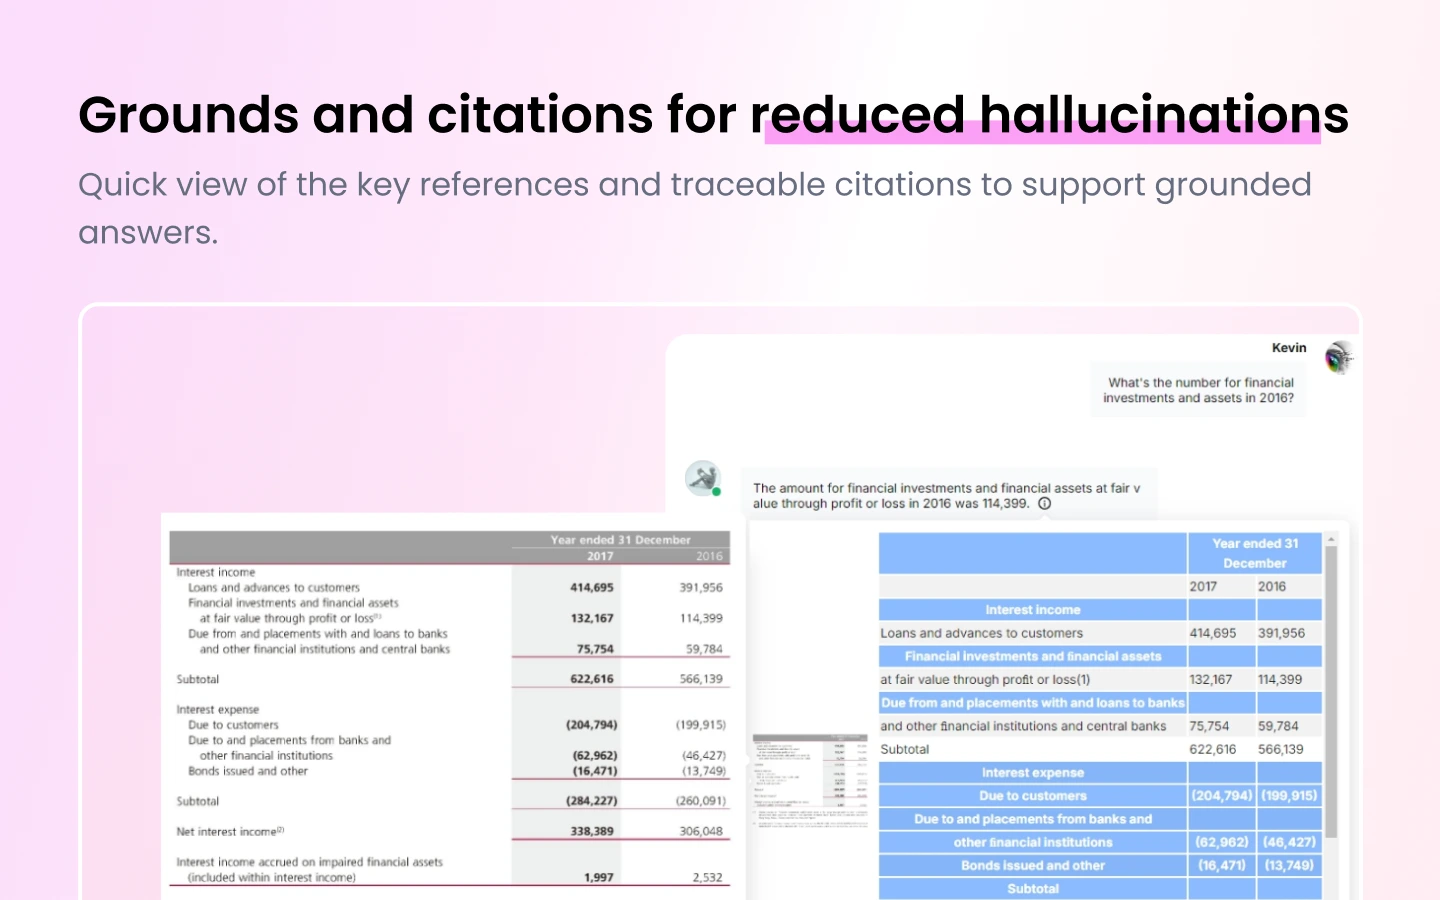 Grounds and citations for reduced hallucinations
Quick view of the key references and traceable citations to support grounded
answers.
Kevin
What's the number for financial
investments and assets in 2016?
The amount for financial investments and financial assets at fair v
alue through profit or loss in 2016 was 114,399.
Year ended 31 December
2017 2016
Interest income
Loans and advances to customers 414,695 391,956
Financial investments and financial assets
at fair value through profit or loss(1) 132,167 114,399
Due from and placements with and loans to banks
and other financial institutions and central banks 75,754 59,784
Subtotal 622,616 566,139
Interest expense
Due to customers (204,794) (199,915)
Due to and placements from banks and
other financial institutions (62,962) (46,427)
Bonds issued and other (16,471) (13,749)
Subtotal (284,227) (260,091)
Net interest income(2) 338,389 306,048
Interest income accrued on impaired financial assets
(included within interest income) 1,997 2,532
Year ended 31
December
2017 2016
Interest income
Loans and advances to customers 414,695 391,956
Financial investments and financial assets
at fair value through profit or loss(1) 132,167 114,399
Due from and placements with and loans to banks
and other financial institutions and central banks 75,754 59,784
Subtotal 622,616 566,139
Interest expense
Due to customers (204,794) (199,915)
Due to and placements from banks and
other financial institutions (62,962) (46,427)
Bonds issued and other (16,471) (13,749)
Subtotal